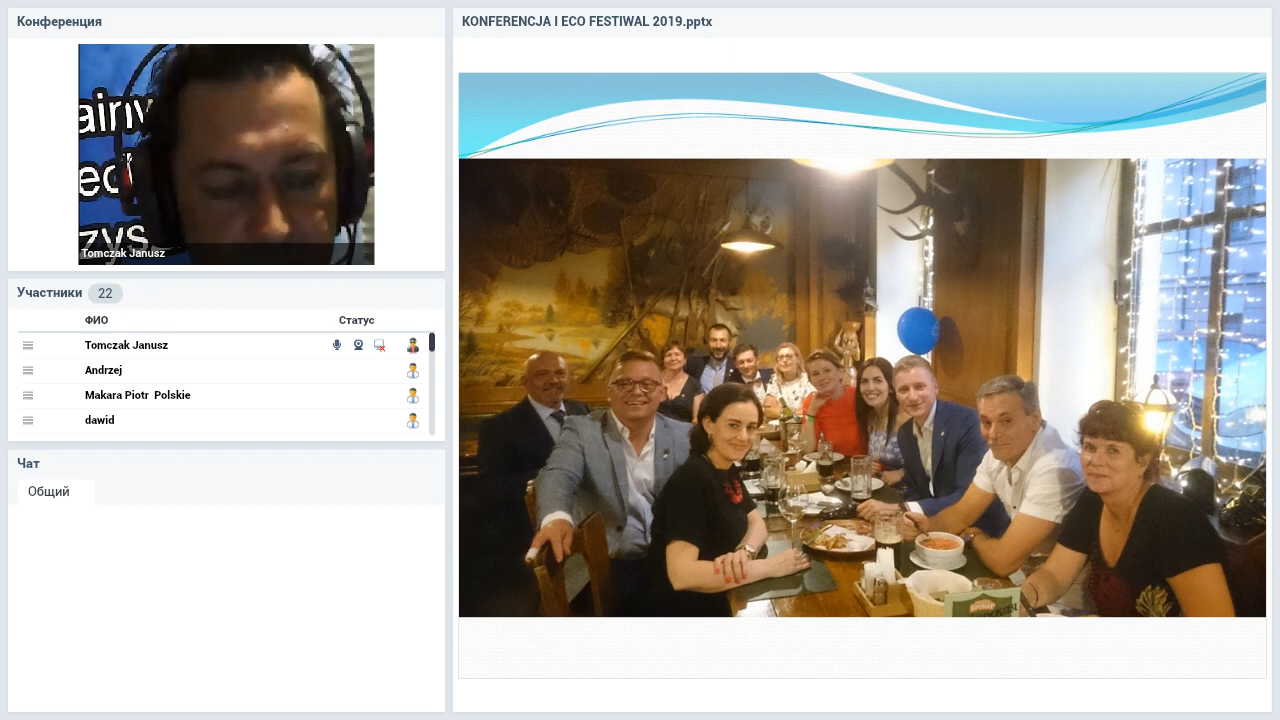 Конференция
KONFERENCJA I ECO FESTIWAL 2019.pptx
Tomczak Janusz
Участники 22
ФИО Статус
Tomczak Janusz
Andrzej
Makara Piotr Polskie
dawid
Чат
Общий